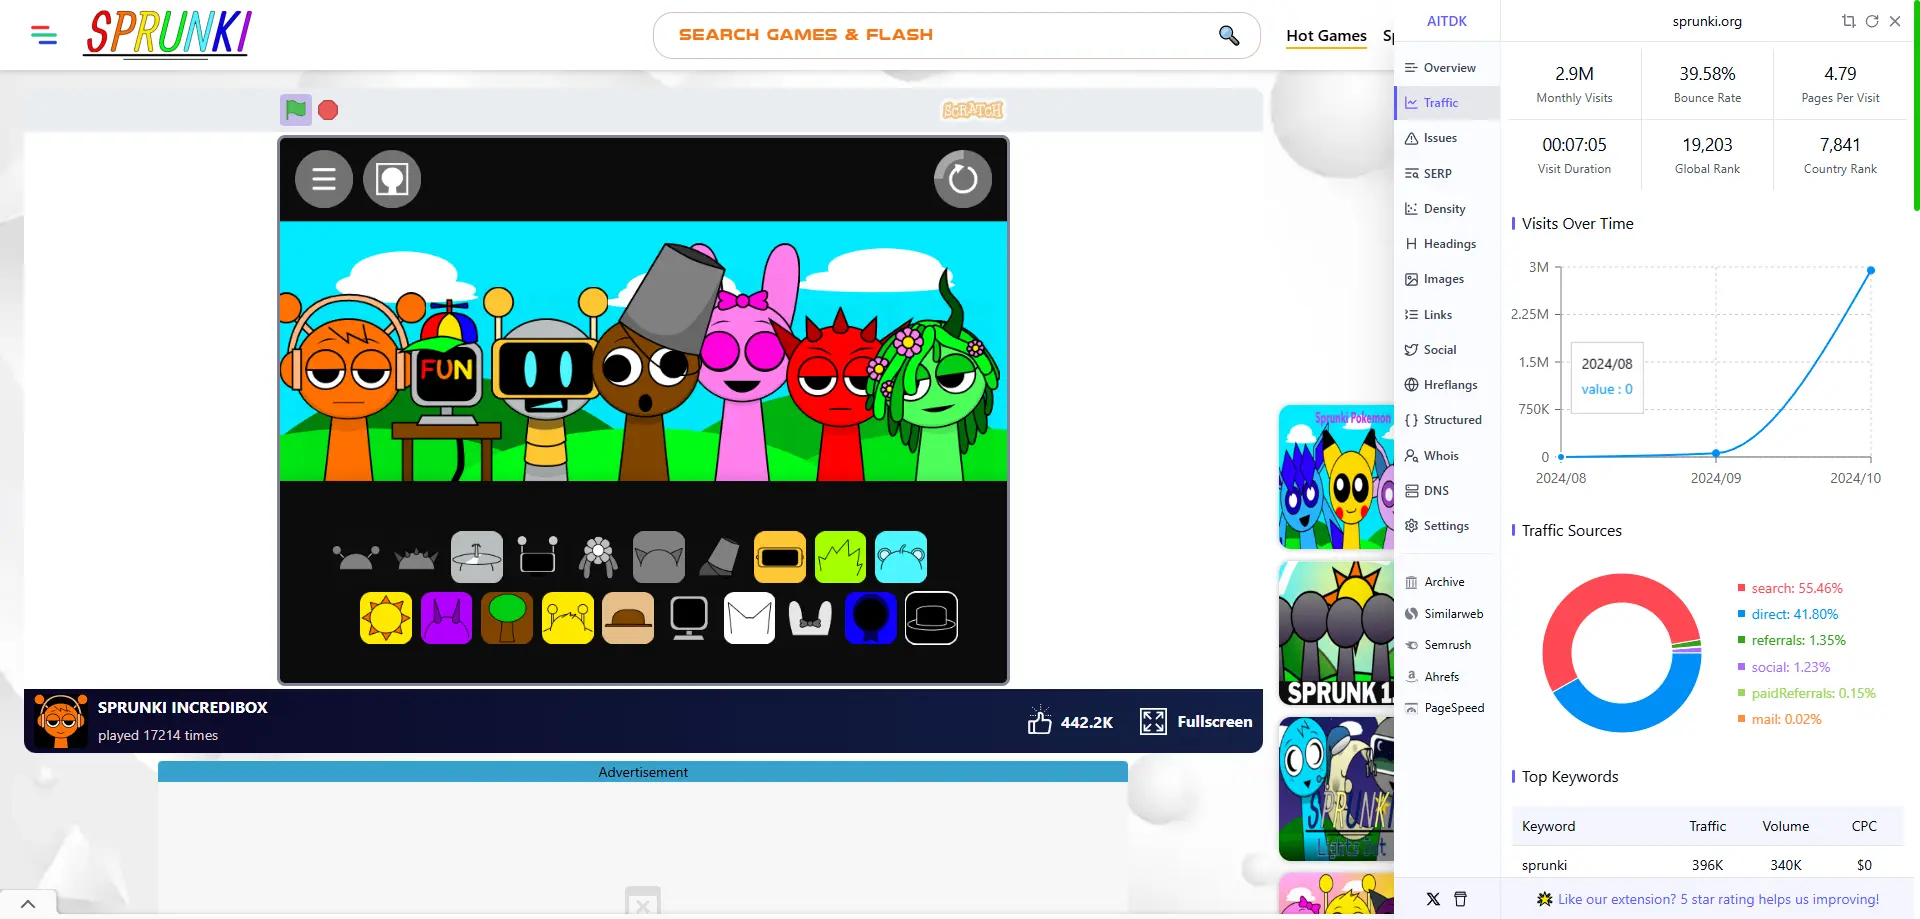 SPRUNKI
SEARCH GAMES & FLASH
Hot Games
SCRATCH
FUN
SPRUNKI INCREDIBOX
played 17214 times
442.2K
Fullscreen
Advertisement
Sprunki Pokemon
SPRUNK 1
SPRUNKI
AITDK
Overview
Traffic
Issues
SERP
Density
Headings
Images
Links
Social
Hreflangs
Structured
Whois
DNS
Settings
Archive
Similarweb
Semrush
Ahrefs
PageSpeed
sprunki.org
2.9M
Monthly Visits
39.58%
Bounce Rate
4.79
Pages Per Visit
00:07:05
Visit Duration
19,203
Global Rank
7,841
Country Rank
Visits Over Time
3M
2.25M
1.5M
750K
0
2024/08
value : 0
2024/08
2024/09
2024/10
Traffic Sources
search: 55.46%
direct: 41.80%
referrals: 1.35%
social: 1.23%
paidReferrals: 0.15%
mail: 0.02%
Top Keywords
Keyword Traffic Volume CPC
sprunki 396K 340K $0
Like our extension? 5 star rating helps us improving!